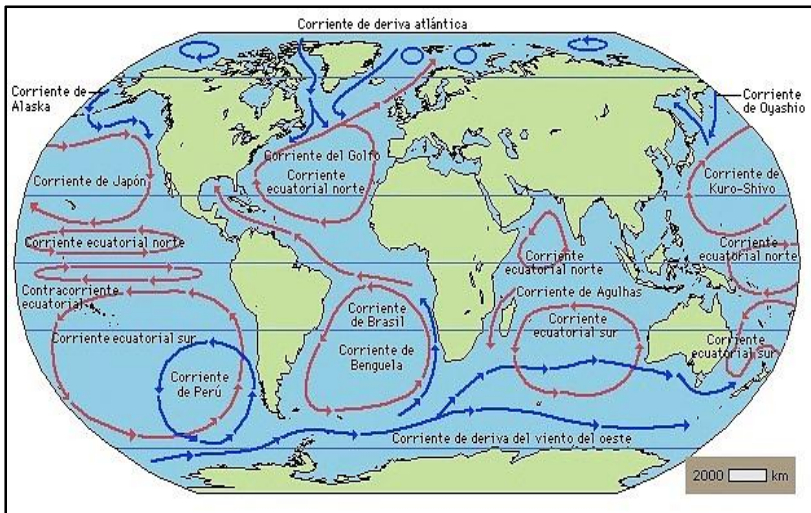 Corriente de deriva atlántica
Corriente de
Alaska
Corriente
de Oyashio
Corriente del Golfo
Corriente
ecuatorial norte
Corriente de Japón
Corriente de
Kuro-Shivo
Corriente ecuatorial norte
Corriente
ecuatorial norte
Corriente
ecuatorial norte
Contracorriente
ecuatorial
Corriente de Agulhas
Corriente
de Brasil
Corriente
ecuatorial sur
Corriente ecuatorial sur
Corriente
ecuatorial sur
Corriente de
Benguela
Corriente
de Perú
Corriente de deriva del viento del oeste
2000 km